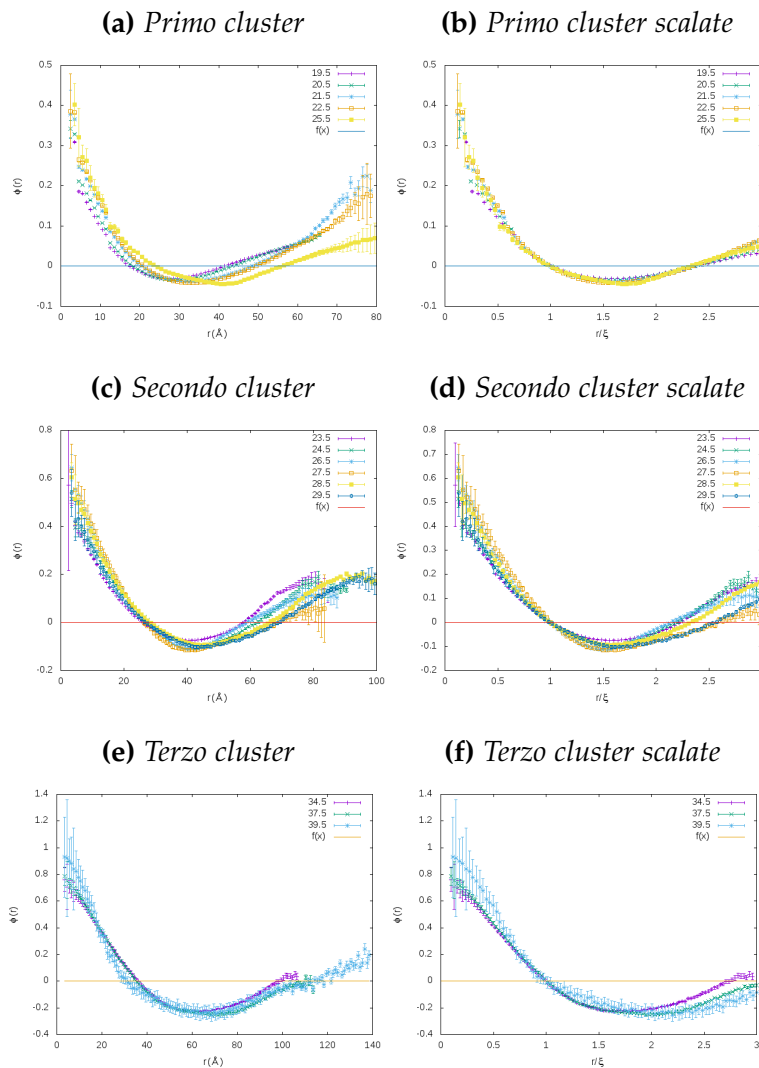 (a) Primo cluster
0.5
0.4
0.3
0.2
0.1
0
-0.1
0 10 20 30 40 50 60 70 80
ϕ(r)
r(Å)
19.5
20.5
21.5
22.5
25.5
f(x)
(b) Primo cluster scalate
0.5
0.4
0.3
0.2
0.1
0
-0.1
0 0.5 1 1.5 2 2.5
ϕ(r)
r/ξ
19.5
20.5
21.5
22.5
25.5
f(x)
(c) Secondo cluster
0.8
0.6
0.4
0.2
0
-0.2
0 20 40 60 80 100
ϕ(r)
r(Å)
23.5
24.5
26.5
27.5
28.5
29.5
f(x)
(d) Secondo cluster scalate
0.8
0.7
0.6
0.5
0.4
0.3
0.2
0.1
0
-0.1
-0.2
0 0.5 1 1.5 2 2.5
ϕ(r)
r/ξ
23.5
24.5
26.5
27.5
28.5
29.5
f(x)
(e) Terzo cluster
1.4
1.2
1
0.8
0.6
0.4
0.2
0
-0.2
-0.4
0 20 40 60 80 100 120 140
ϕ(r)
r(Å)
34.5
37.5
39.5
f(x)
(f) Terzo cluster scalate
1.4
1.2
1
0.8
0.6
0.4
0.2
0
-0.2
-0.4
0 0.5 1 1.5 2 2.5 3
ϕ(r)
r/ξ
34.5
37.5
39.5
f(x)